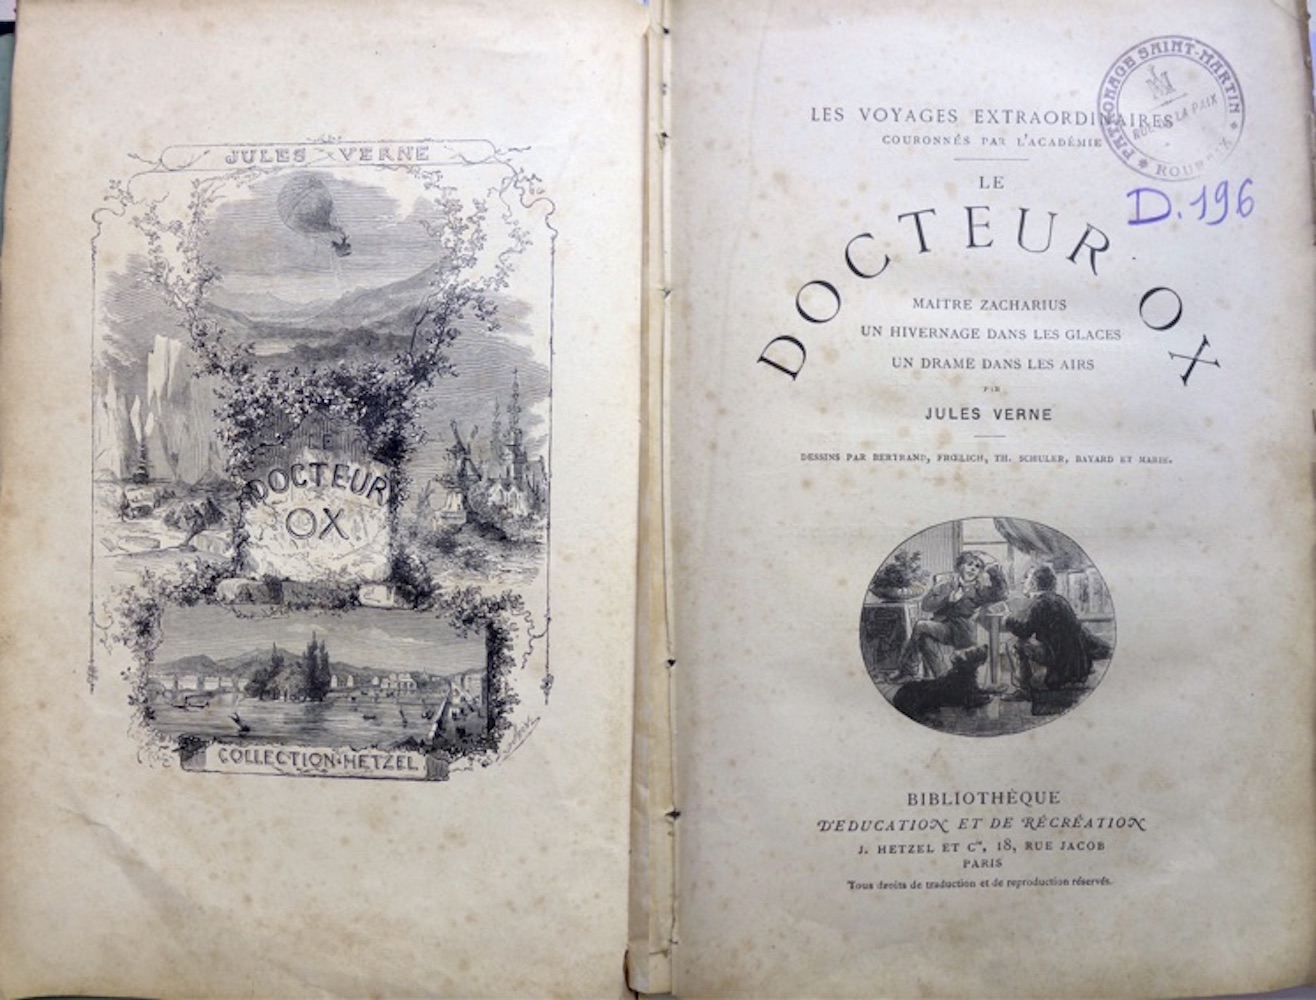 JULES VERNE
LE
DOCTEUR
OX
COLLECTION·HETZEL
LES VOYAGES EXTRAORDINAIRES
COURONNÉS PAR L'ACADÉMIE
PATRONAGE SAINT-MARTIN
RUE DE LA PAIX
D.196
LE
DOCTEUR OX
MAITRE ZACHARIUS
UN HIVERNAGE DANS LES GLACES
UN DRAME DANS LES AIRS
PAR
JULES VERNE
DESSINS PAR BERTRAND, FRŒLICH, TH. SCHULER, BAYARD ET MARIE.
BIBLIOTHÈQUE
D'EDUCATION ET DE RÉCRÉATION
J. HETZEL ET Cie, 18, RUE JACOB
PARIS
Tous droits de traduction et de reproduction réservés.